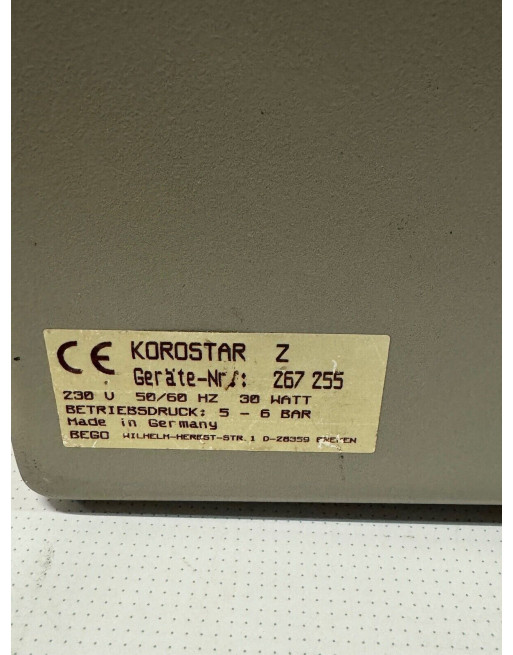 CE KOROSTAR Z
Geräte-Nr.: 267 255
230 V 50/60 HZ 30 WATT
BETRIEBSDRUCK: 5 - 6 BAR
Made in Germany
BEGO WILHELM-HERBST-STR.1 D-28359 BREMEN